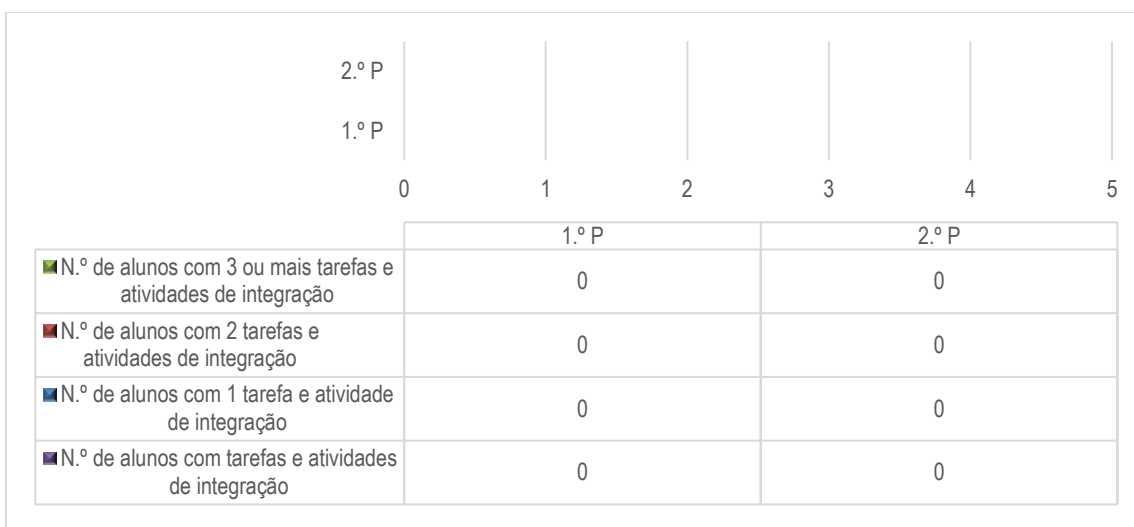 2.º P
1.º P
0 1 2 3 4 5
1.º P 2.º P
N.º de alunos com 3 ou mais tarefas e
atividades de integração
0 0
N.º de alunos com 2 tarefas e
atividades de integração
0 0
N.º de alunos com 1 tarefa e atividade
de integração
0 0
N.º de alunos com tarefas e atividades
de integração
0 0